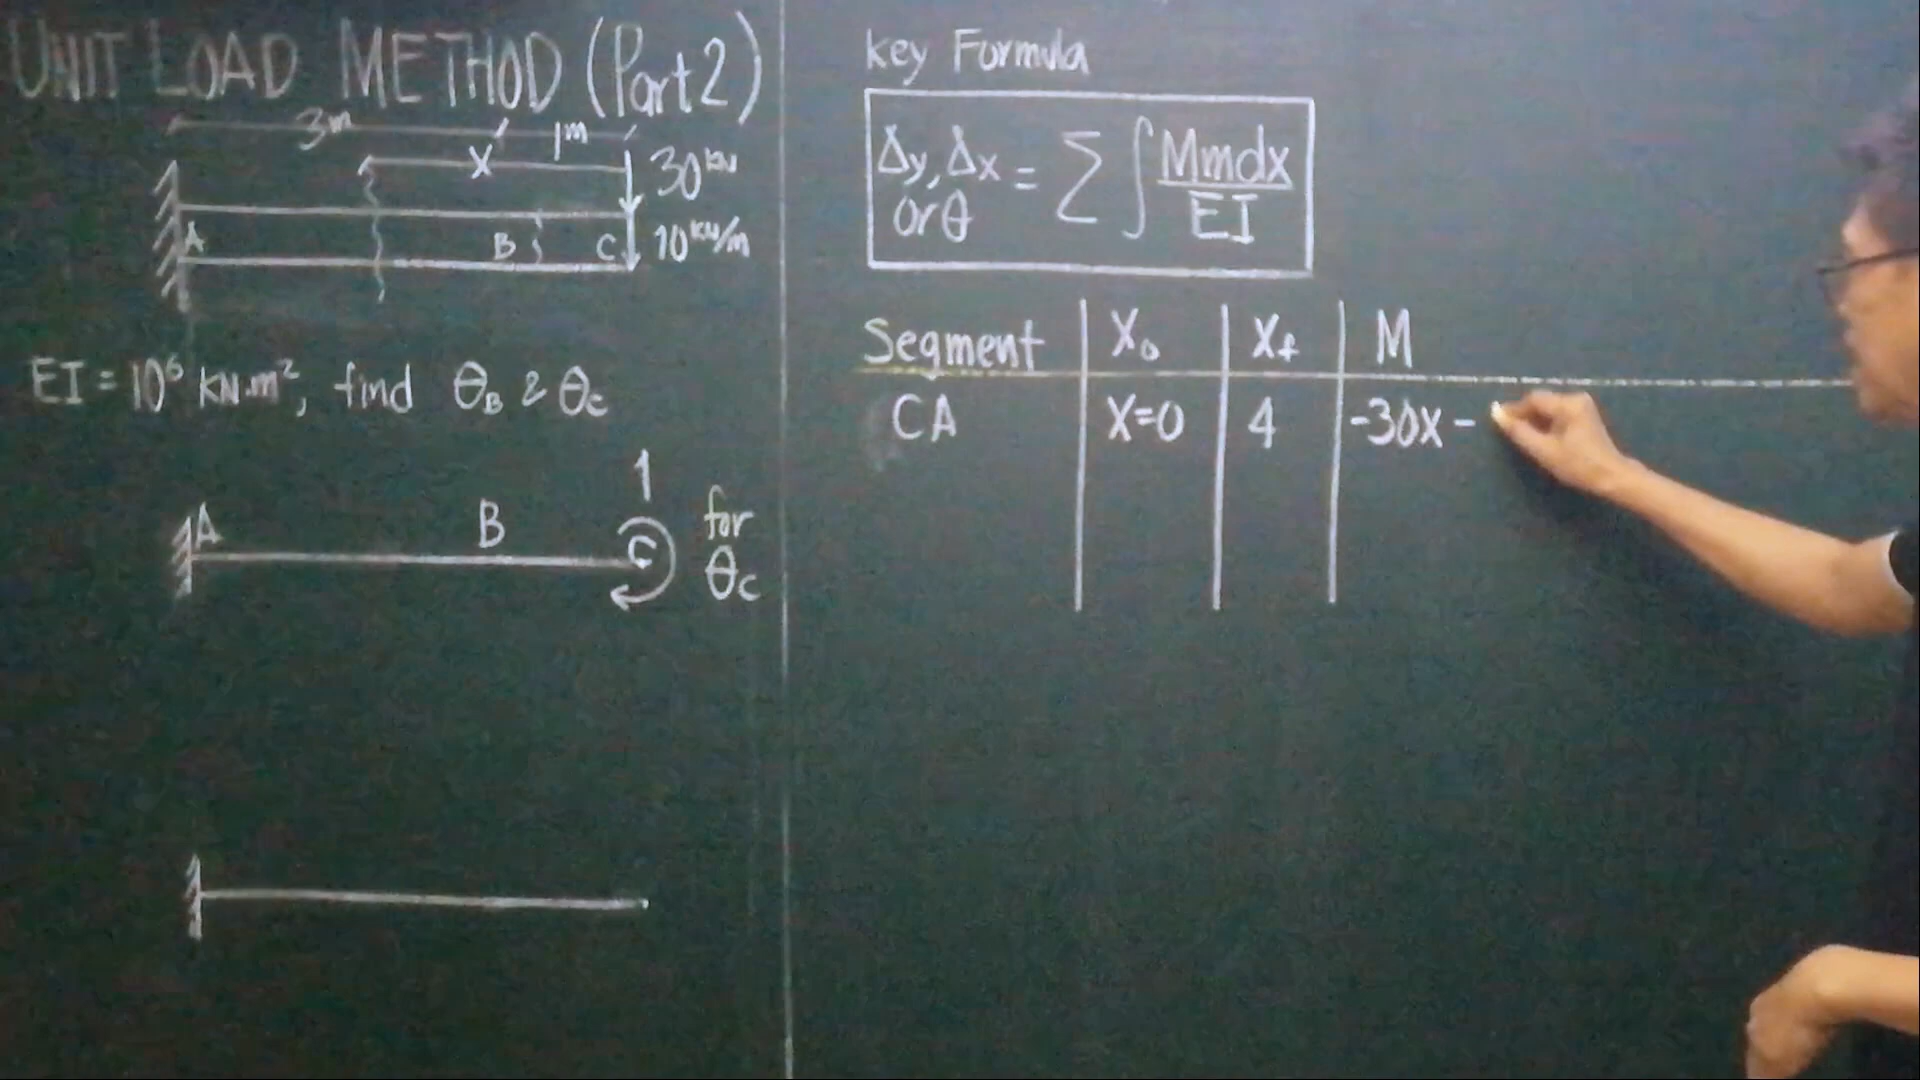 UNIT LOAD METHOD (Part 2)
3m 1m
X 30kN
A B C 10kN/m
EI = 10⁶ kN·m², find θB & θC
1
A B C for
θC
Key Formula
Δy, Δx = Σ∫ Mmdx
or θ EI
Segment X₀ Xf M
CA X=0 4 -30x -